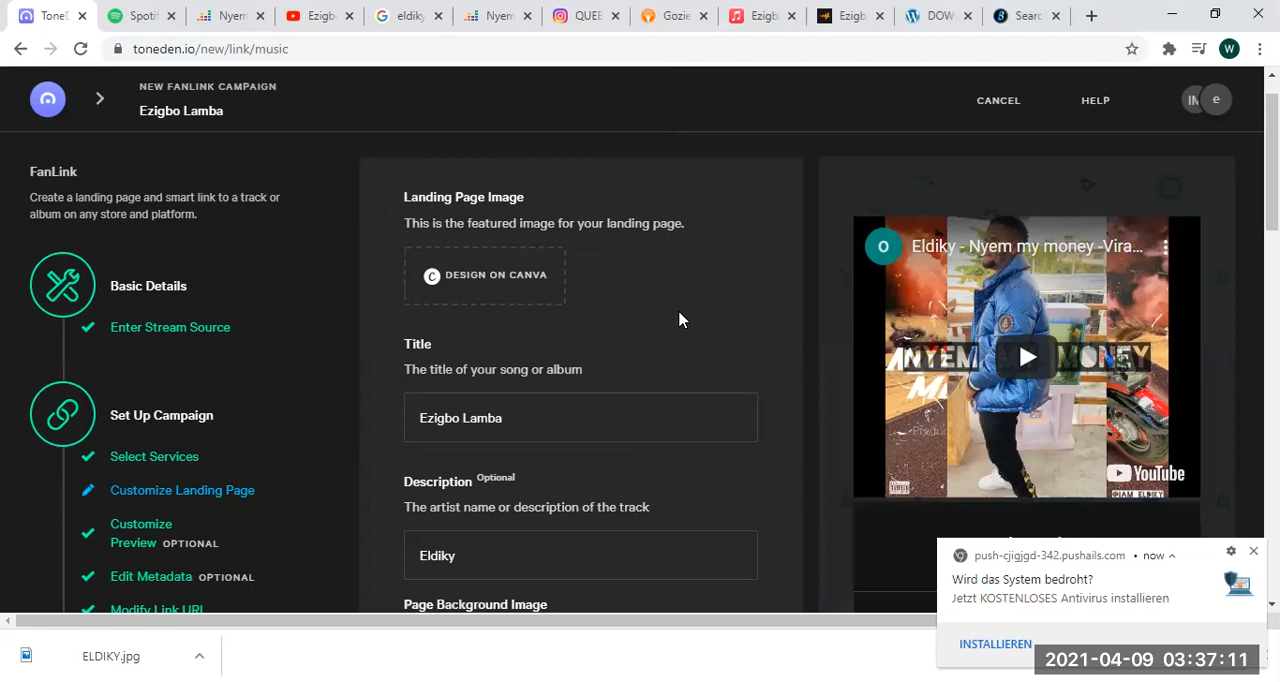 ToneD
Spotif
Nyem
Ezigb
eldiky
Nyem
QUEE
Gozie
Ezigb
Ezigb
DOW
Searc
toneden.io/new/link/music
W
NEW FANLINK CAMPAIGN
Ezigbo Lamba
CANCEL
HELP
e
FanLink
Create a landing page and smart link to a track or
album on any store and platform.
Basic Details
Enter Stream Source
Set Up Campaign
Select Services
Customize Landing Page
Customize
Preview OPTIONAL
Edit Metadata OPTIONAL
Modify Link URL
Landing Page Image
This is the featured image for your landing page.
C DESIGN ON CANVA
Title
The title of your song or album
Ezigbo Lamba
Description Optional
The artist name or description of the track
Eldiky
Page Background Image
O Eldiky - Nyem my money -Vira...
YouTube
@IAM_ELDIKY
push-cjigjgd-342.pushails.com • now
Wird das System bedroht?
Jetzt KOSTENLOSES Antivirus installieren
INSTALLIEREN
ELDIKY.jpg
2021-04-09 03:37:11